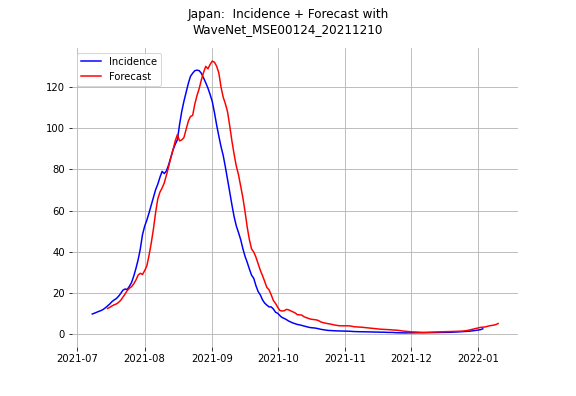 Japan:  Incidence + Forecast with
WaveNet_MSE00124_20211210
Incidence
Forecast
120
100
80
60
40
20
0
2021-07 2021-08 2021-09 2021-10 2021-11 2021-12 2022-01